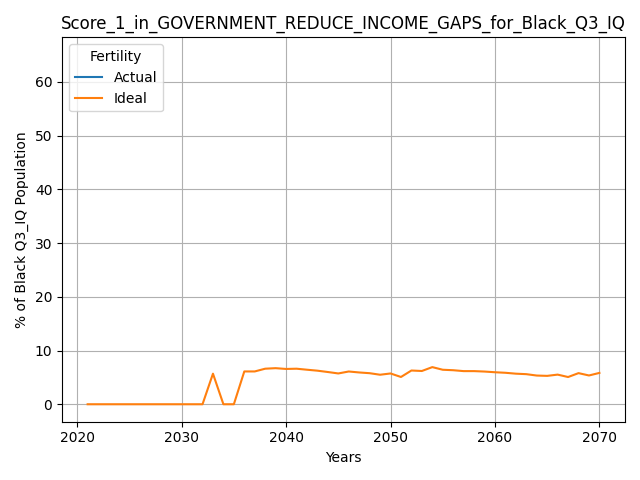 Score_1_in_GOVERNMENT_REDUCE_INCOME_GAPS_for_Black_Q3_IQ
Fertility
Actual
Ideal
% of Black Q3_IQ Population
60
50
40
30
20
10
0
2020 2030 2040 2050 2060 2070
Years